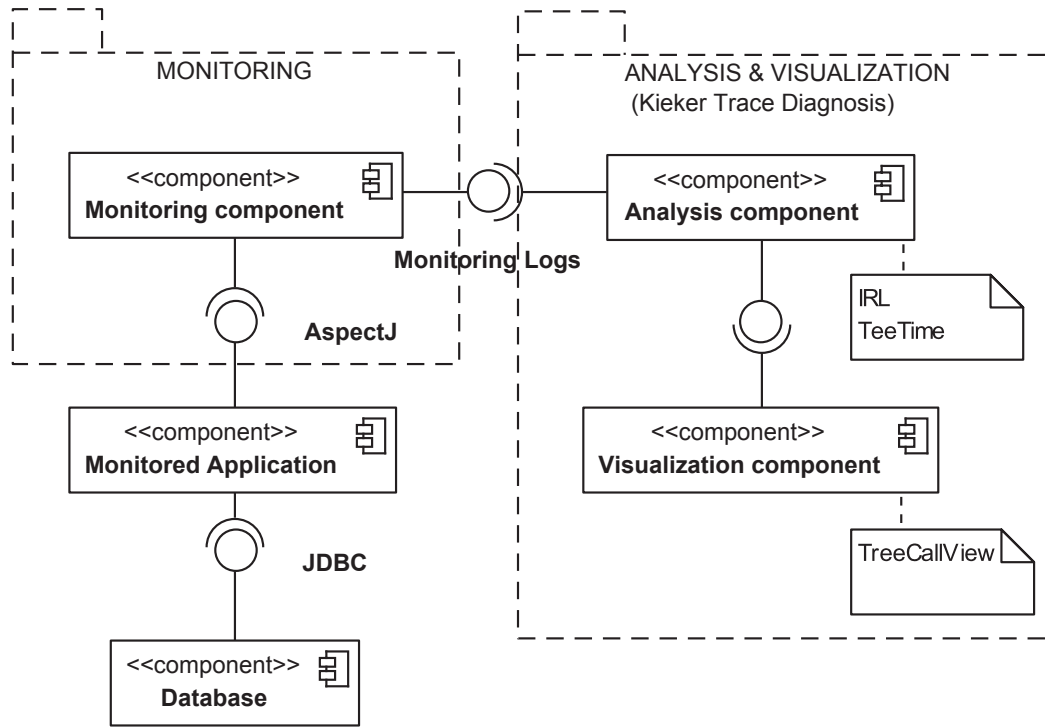 MONITORING
<<component>>
Monitoring component
Monitoring Logs
AspectJ
<<component>>
Monitored Application
JDBC
<<component>>
Database
ANALYSIS & VISUALIZATION
(Kieker Trace Diagnosis)
<<component>>
Analysis component
IRL
TeeTime
<<component>>
Visualization component
TreeCallView